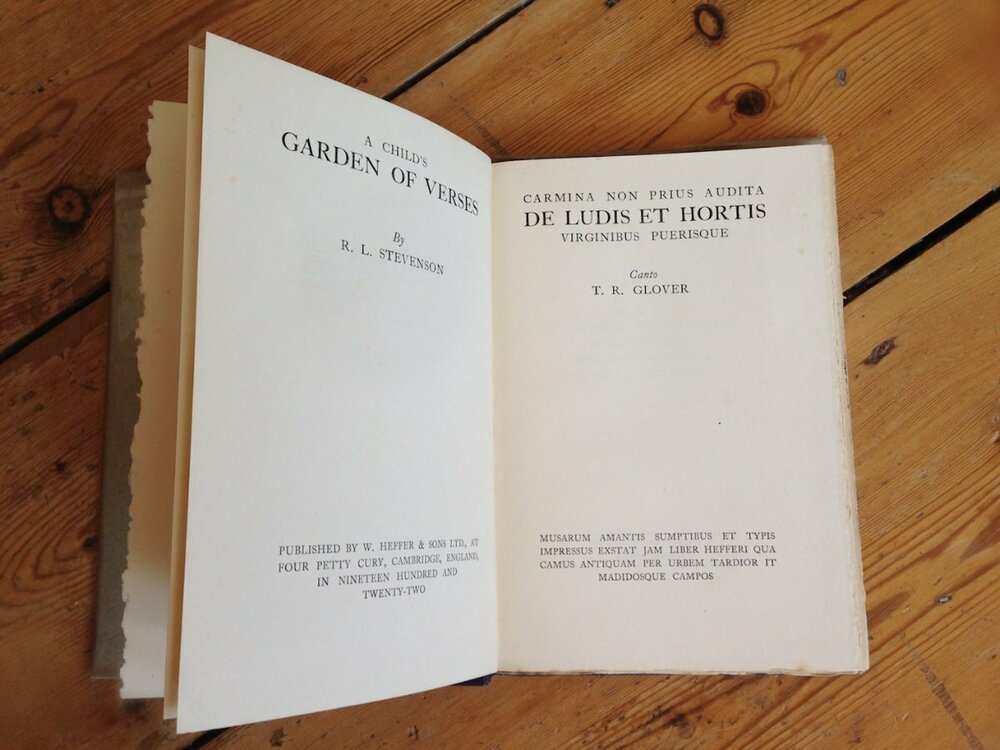 A CHILD'S
GARDEN OF VERSES
By
R. L. STEVENSON
PUBLISHED BY W. HEFFER & SONS LTD, AT
FOUR PETTY CURY, CAMBRIDGE, ENGLAND,
IN NINETEEN HUNDRED AND
TWENTY-TWO
CARMINA NON PRIUS AUDITA
DE LUDIS ET HORTIS
VIRGINIBUS PUERISQUE
Canto
T. R. GLOVER
MUSARUM AMANTIS SUMPTIBUS ET TYPIS
IMPRESSUS EXSTAT JAM LIBER HEFFERI QUA
CAMUS ANTIQUAM PER URBEM TARDIOR IT
MADIDOSQUE CAMPOS